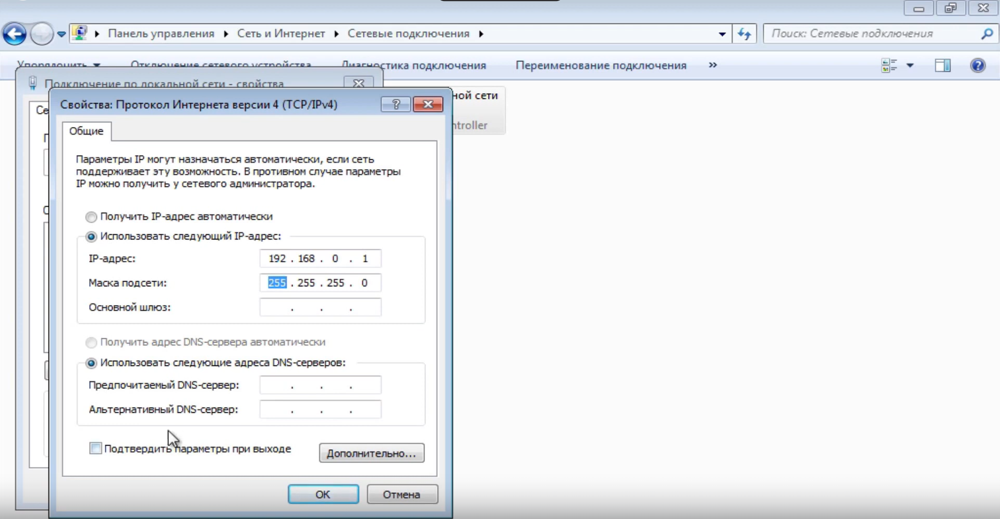 Панель управления Сеть и Интернет Сетевые подключения
Поиск: Сетевые подключения
Упорядочить Отключение сетевого устройства Диагностика подключения Переименование подключения »
Подключение по локальной сети - свойства
ной сети
ntroller
Се
Свойства: Протокол Интернета версии 4 (TCP/IPv4)
Общие
Параметры IP могут назначаться автоматически, если сеть
поддерживает эту возможность. В противном случае параметры
IP можно получить у сетевого администратора.
Получить IP-адрес автоматически
Использовать следующий IP-адрес:
IP-адрес: 192 . 168 . 0 . 1
Маска подсети: 255 . 255 . 255 . 0
Основной шлюз: . . .
Получить адрес DNS-сервера автоматически
Использовать следующие адреса DNS-серверов:
Предпочитаемый DNS-сервер: . . .
Альтернативный DNS-сервер: . . .
Подтвердить параметры при выходе
Дополнительно...
OK Отмена